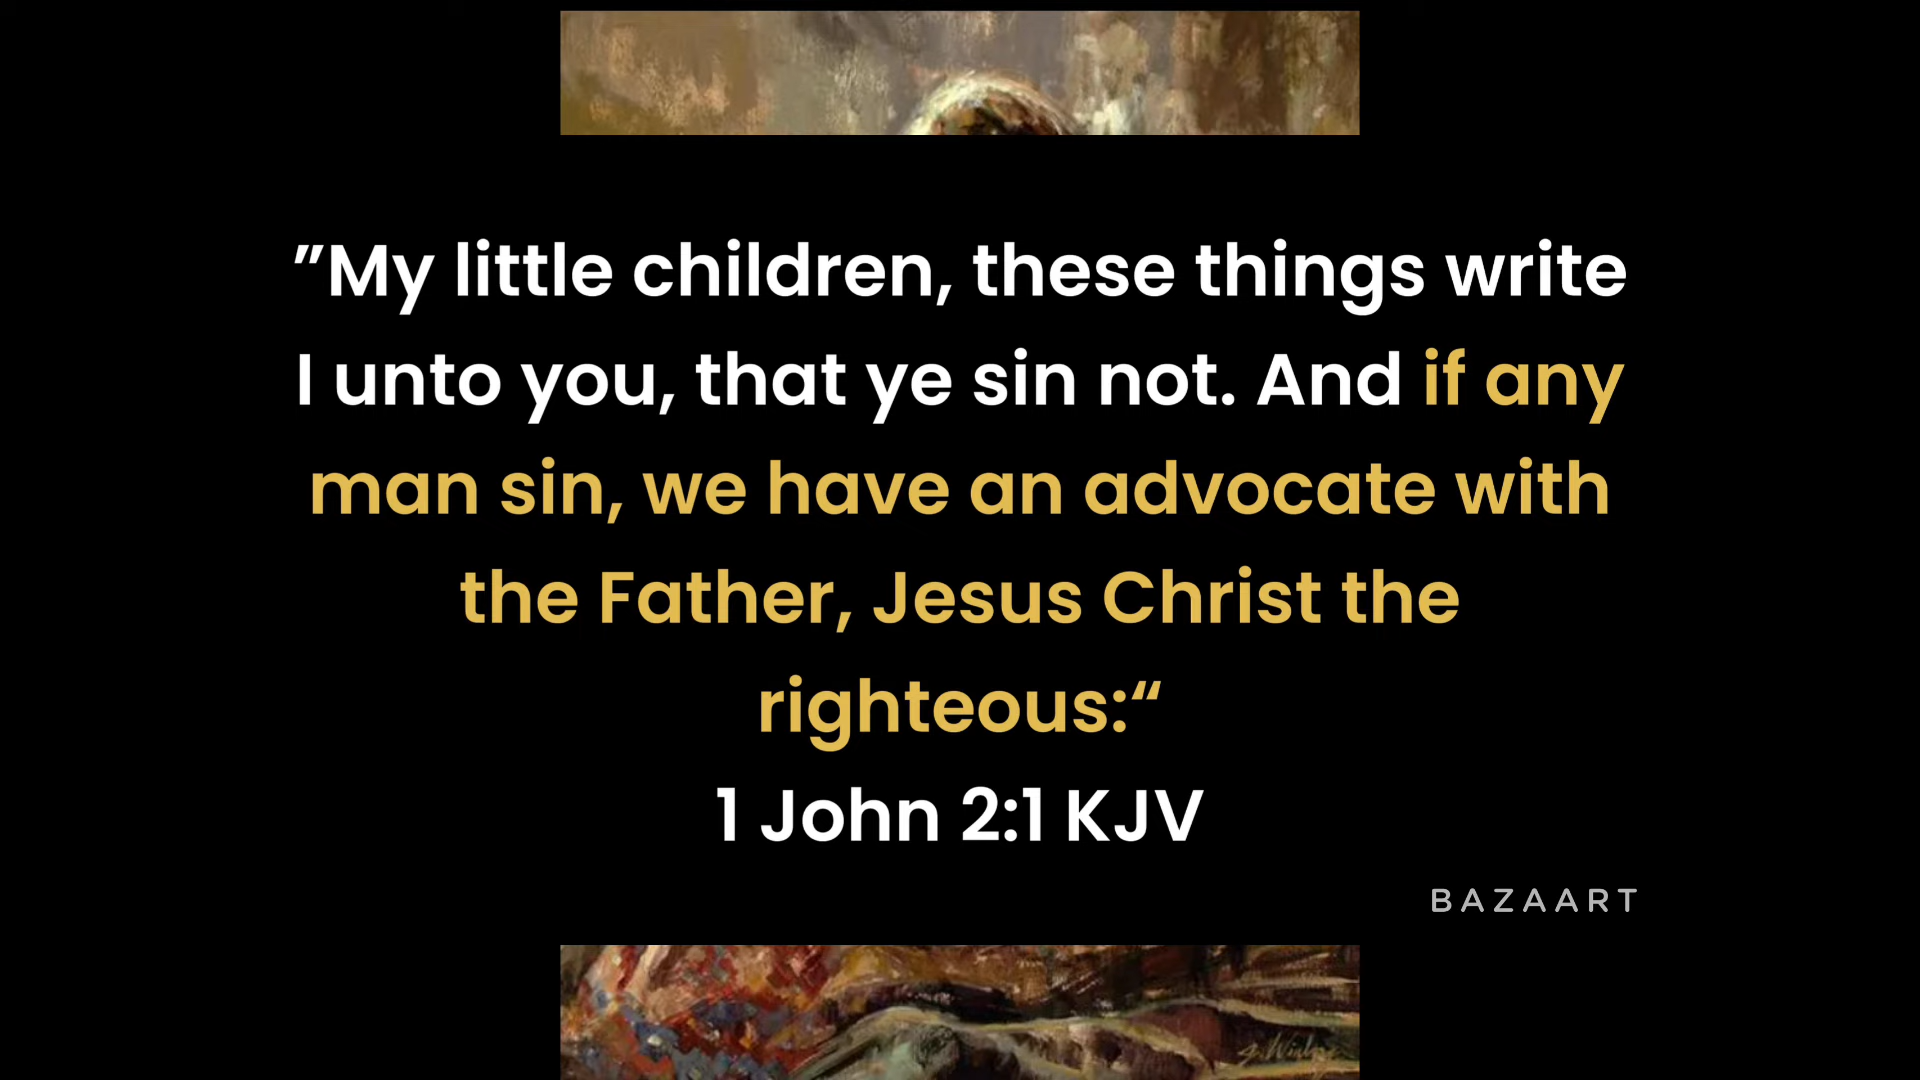 ”My little children, these things write
I unto you, that ye sin not. And if any
man sin, we have an advocate with
the Father, Jesus Christ the
righteous:“
1 John 2:1 KJV
BAZAART